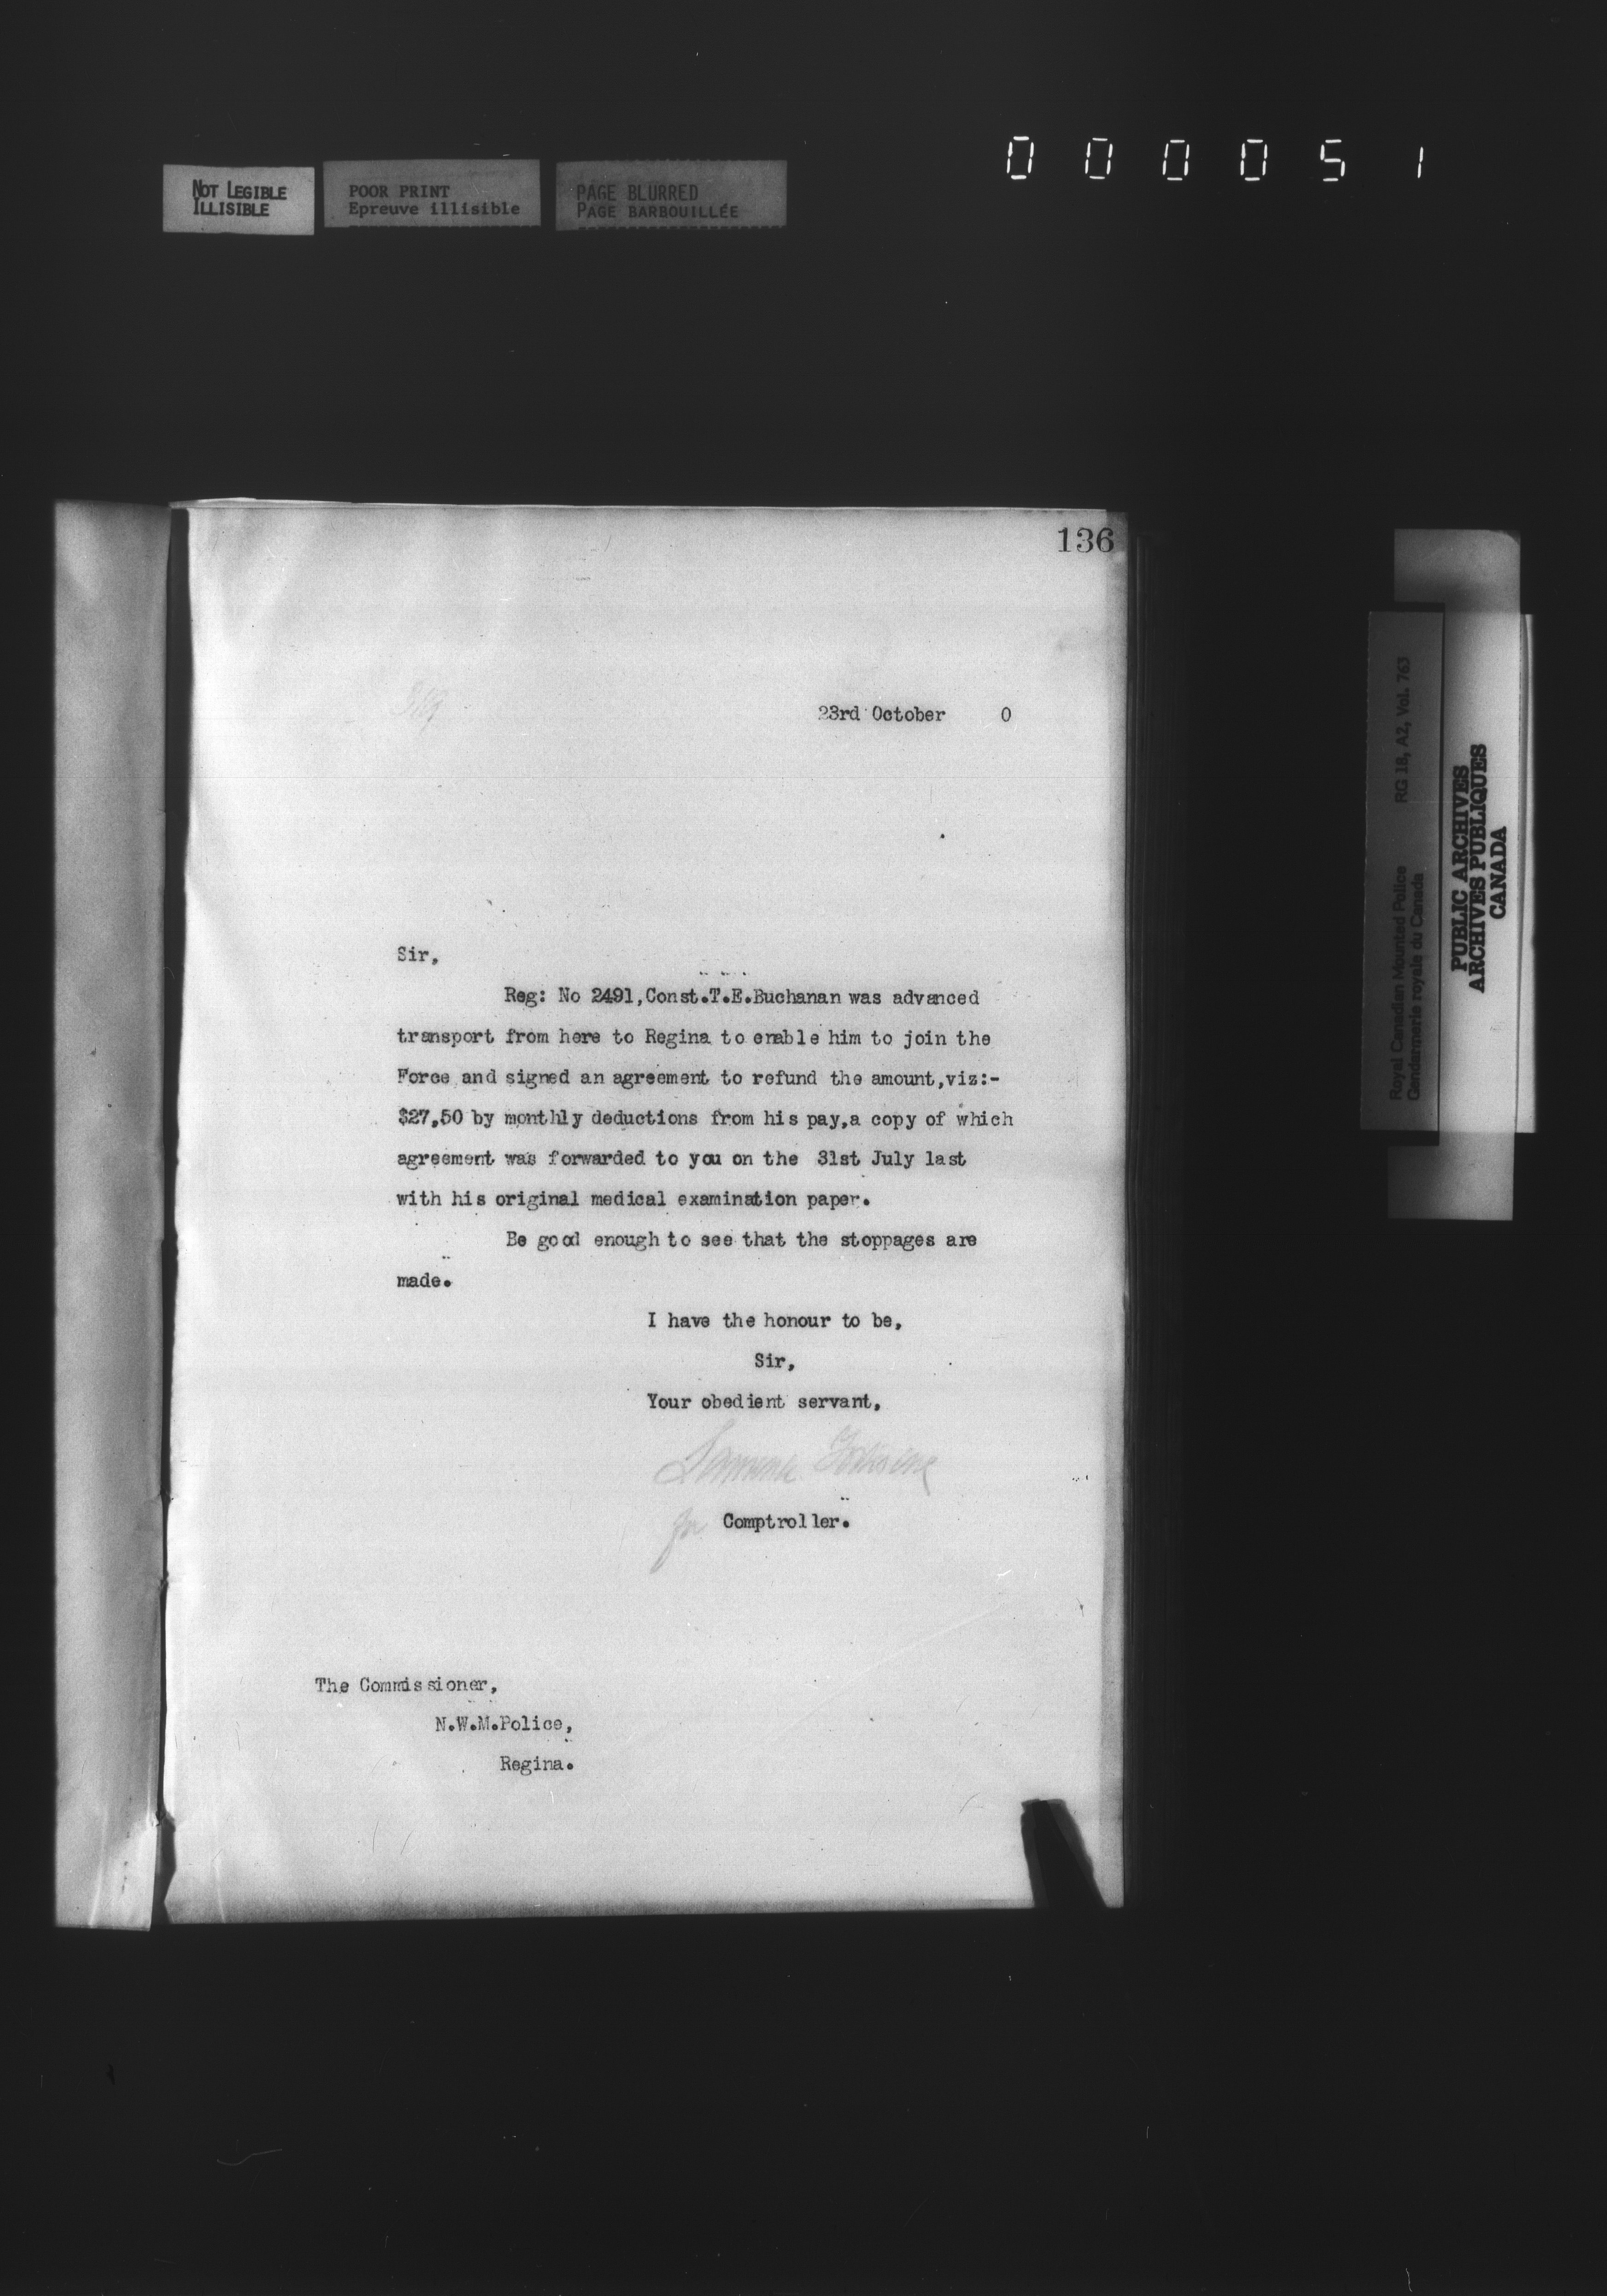 000051
NOT LEGIBLE
ILLISIBLE
POOR PRINT
Epreuve illisible
PAGE BLURRED
PAGE BARBOUILLÉE
136
23rd October 0
Sir,
Reg: No 2491,Const.T.E.Buchanan was advanced
transport from here to Regina to enable him to join the
Force and signed an agreement to refund the amount,viz:-
$27,50 by monthly deductions from his pay,a copy of which
agreement was forwarded to you on the 31st July last
with his original medical examination paper.
Be good enough to see that the stoppages are
made.
I have the honour to be,
Sir,
Your obedient servant,
for Comptroller.
The Commissioner,
N.W.M.Police,
Regina.
Royal Canadian Mounted Police RG 18, A2, Vol. 763
Gendarmerie royale du Canada
PUBLIC ARCHIVES
ARCHIVES PUBLIQUES
CANADA